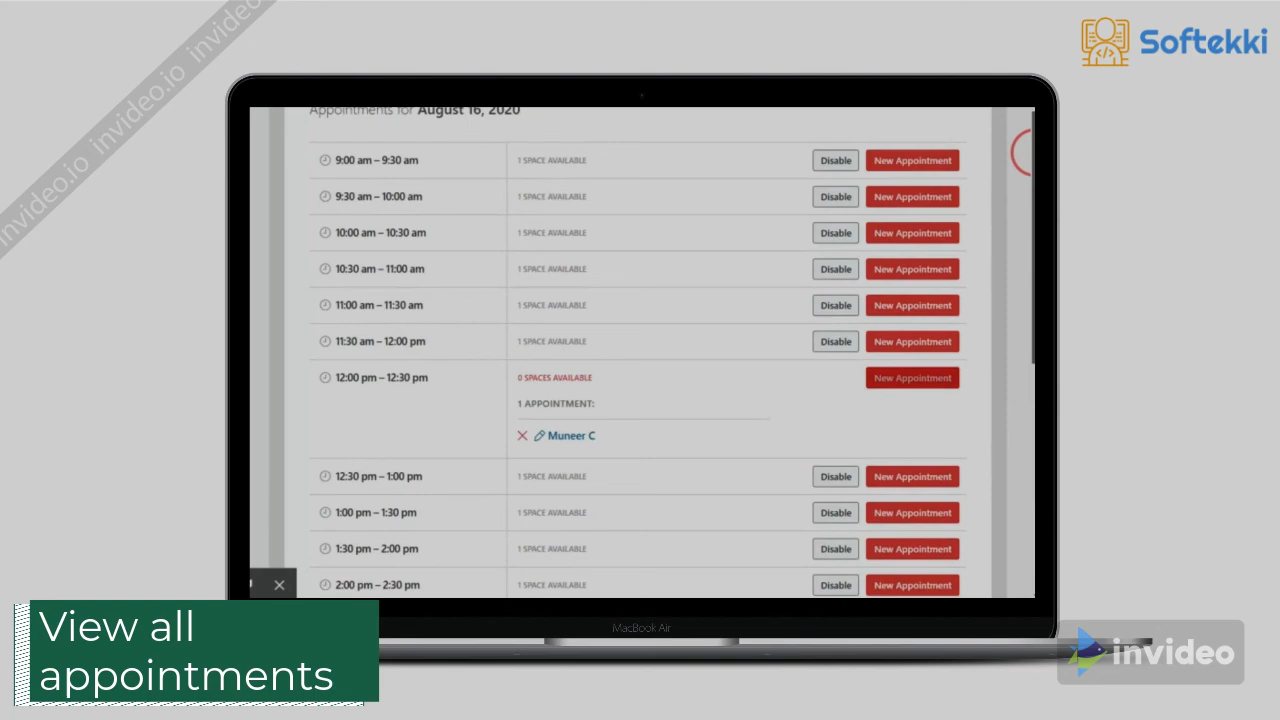 invideo.io invideo.io invideo
Softekki
Appointments for August 16, 2020
9:00 am – 9:30 am 1 SPACE AVAILABLE Disable New Appointment
9:30 am – 10:00 am 1 SPACE AVAILABLE Disable New Appointment
10:00 am – 10:30 am 1 SPACE AVAILABLE Disable New Appointment
10:30 am – 11:00 am 1 SPACE AVAILABLE Disable New Appointment
11:00 am – 11:30 am 1 SPACE AVAILABLE Disable New Appointment
11:30 am – 12:00 pm 1 SPACE AVAILABLE Disable New Appointment
12:00 pm – 12:30 pm 0 SPACES AVAILABLE New Appointment
1 APPOINTMENT:
Muneer C
12:30 pm – 1:00 pm 1 SPACE AVAILABLE Disable New Appointment
1:00 pm – 1:30 pm 1 SPACE AVAILABLE Disable New Appointment
1:30 pm – 2:00 pm 1 SPACE AVAILABLE Disable New Appointment
2:00 pm – 2:30 pm 1 SPACE AVAILABLE Disable New Appointment
MacBook Air
View all
appointments
invideo